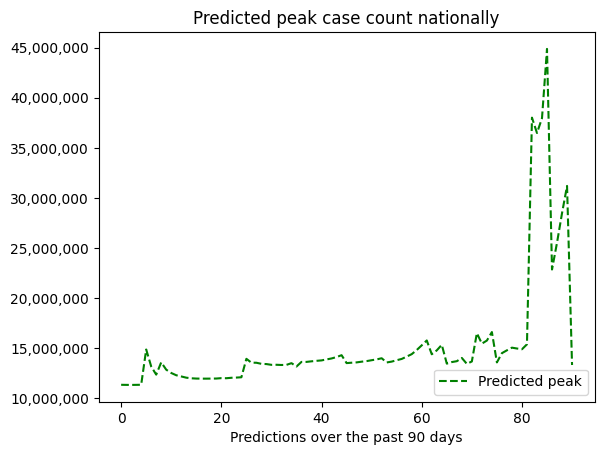 Predicted peak case count nationally
45,000,000
40,000,000
35,000,000
30,000,000
25,000,000
20,000,000
15,000,000
10,000,000
Predicted peak
0 20 40 60 80
Predictions over the past 90 days